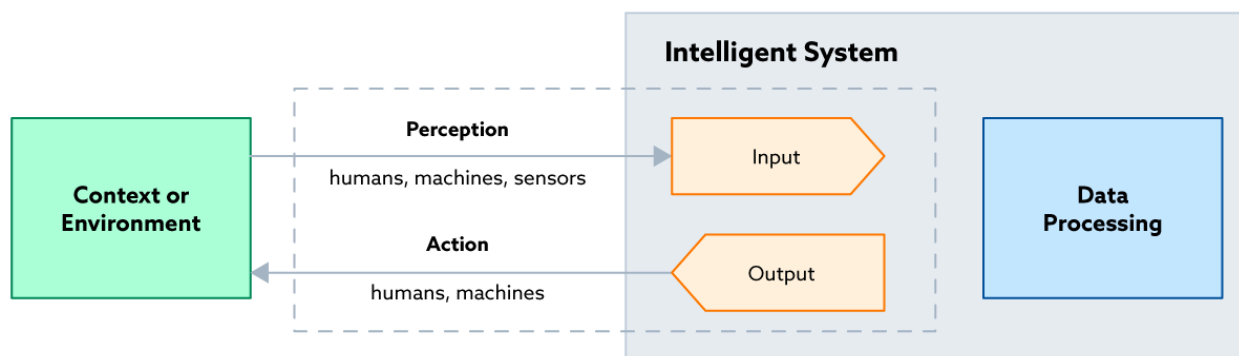 Intelligent System
Perception
humans, machines, sensors
Input
Context or
Environment
Data
Processing
Action
humans, machines
Output